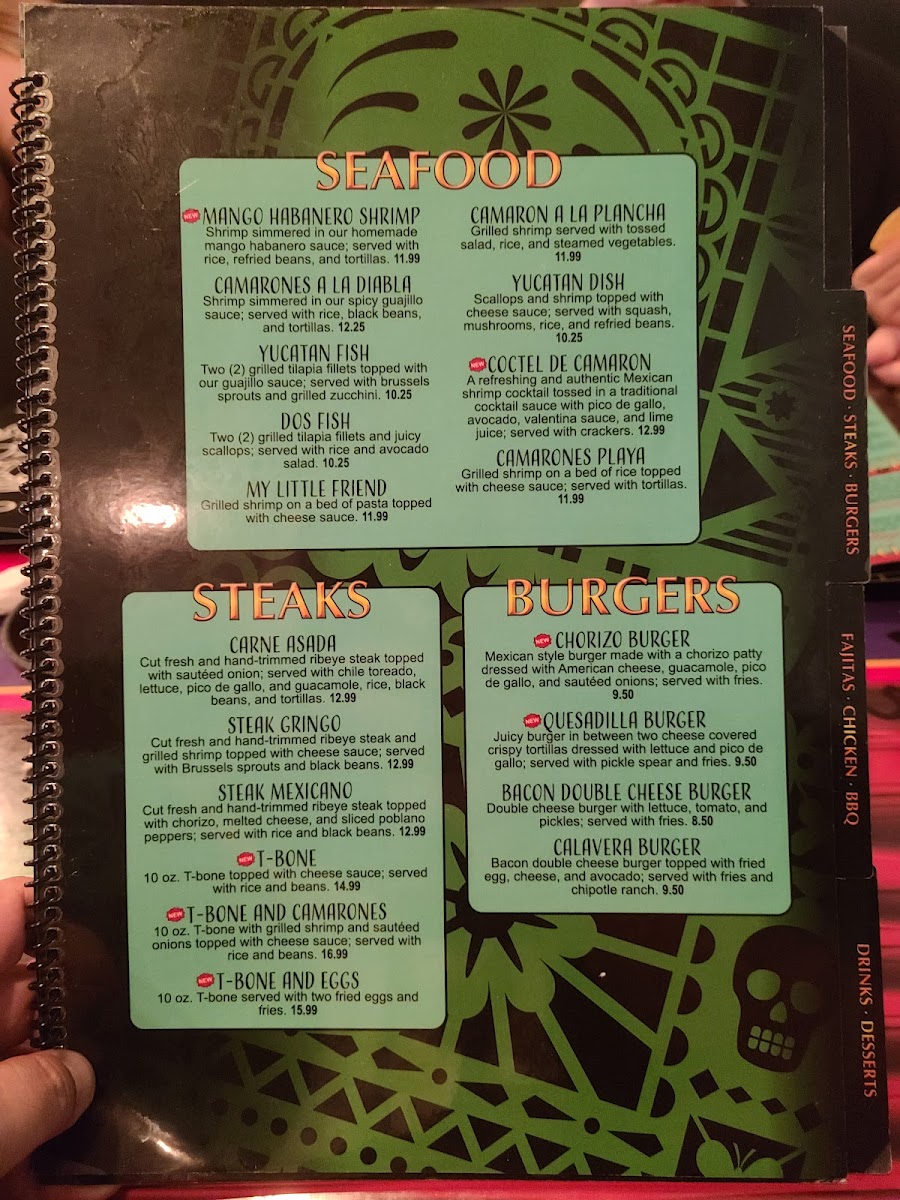 SEAFOOD
NEW MANGO HABANERO SHRIMP
Shrimp simmered in our homemade
mango habanero sauce; served with
rice, refried beans, and tortillas. 11.99
CAMARONES A LA DIABLA
Shrimp simmered in our spicy guajillo
sauce; served with rice, black beans,
and tortillas. 12.25
YUCATAN FISH
Two (2) grilled tilapia fillets topped with
our guajillo sauce; served with brussels
sprouts and grilled zucchini. 10.25
DOS FISH
Two (2) grilled tilapia fillets and juicy
scallops; served with rice and avocado
salad. 10.25
MY LITTLE FRIEND
Grilled shrimp on a bed of pasta topped
with cheese sauce. 11.99
CAMARON A LA PLANCHA
Grilled shrimp served with tossed
salad, rice, and steamed vegetables.
11.99
YUCATAN DISH
Scallops and shrimp topped with
cheese sauce; served with squash,
mushrooms, rice, and refried beans.
10.25
NEW COCTEL DE CAMARON
A refreshing and authentic Mexican
shrimp cocktail tossed in a traditional
cocktail sauce with pico de gallo,
avocado, valentina sauce, and lime
juice; served with crackers. 12.99
CAMARONES PLAYA
Grilled shrimp on a bed of rice topped
with cheese sauce; served with tortillas.
11.99
STEAKS
CARNE ASADA
Cut fresh and hand-trimmed ribeye steak topped
with sautéed onion; served with chile toreado,
lettuce, pico de gallo, and guacamole, rice, black
beans, and tortillas. 12.99
STEAK GRINGO
Cut fresh and hand-trimmed ribeye steak and
grilled shrimp topped with cheese sauce; served
with Brussels sprouts and black beans. 12.99
STEAK MEXICANO
Cut fresh and hand-trimmed ribeye steak topped
with chorizo, melted cheese, and sliced poblano
peppers; served with rice and black beans. 12.99
NEW T-BONE
10 oz. T-bone topped with cheese sauce; served
with rice and beans. 14.99
NEW T-BONE AND CAMARONES
10 oz. T-bone with grilled shrimp and sautéed
onions topped with cheese sauce; served with
rice and beans. 16.99
NEW T-BONE AND EGGS
10 oz. T-bone served with two fried eggs and
fries. 15.99
BURGERS
NEW CHORIZO BURGER
Mexican style burger made with a chorizo patty
dressed with American cheese, guacamole, pico
de gallo, and sautéed onions; served with fries.
9.50
NEW QUESADILLA BURGER
Juicy burger in between two cheese covered
crispy tortillas dressed with lettuce and pico de
gallo; served with pickle spear and fries. 9.50
BACON DOUBLE CHEESE BURGER
Double cheese burger with lettuce, tomato, and
pickles; served with fries. 8.50
CALAVERA BURGER
Bacon double cheese burger topped with fried
egg, cheese, and avocado; served with fries and
chipotle ranch. 9.50
SEAFOOD · STEAKS · BURGERS
FAJITAS · CHICKEN · BBQ
DRINKS · DESSERTS